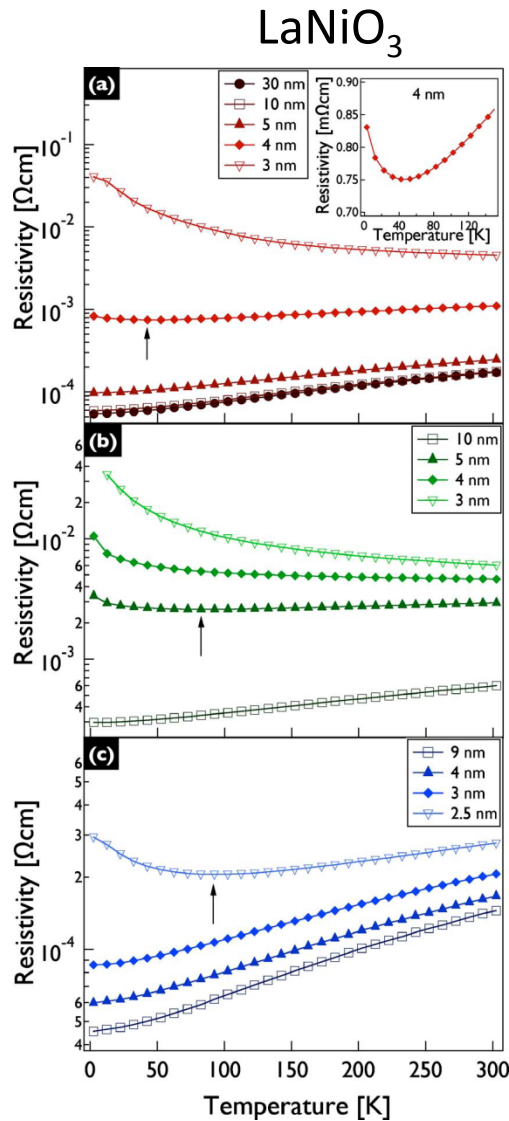 LaNiO3
(a)
30 nm
10 nm
5 nm
4 nm
3 nm
4 nm
Resistivity [mΩcm]
0.90
0.85
0.80
0.75
0.70
0 40 80 120
Temperature [K]
Resistivity [Ωcm]
10^-1
10^-2
10^-3
10^-4
(b)
10 nm
5 nm
4 nm
3 nm
Resistivity [Ωcm]
6
4
2
10^-2
6
4
2
10^-3
6
4
(c)
9 nm
4 nm
3 nm
2.5 nm
Resistivity [Ωcm]
6
5
4
3
2
10^-4
6
5
4
0 50 100 150 200 250 300
Temperature [K]